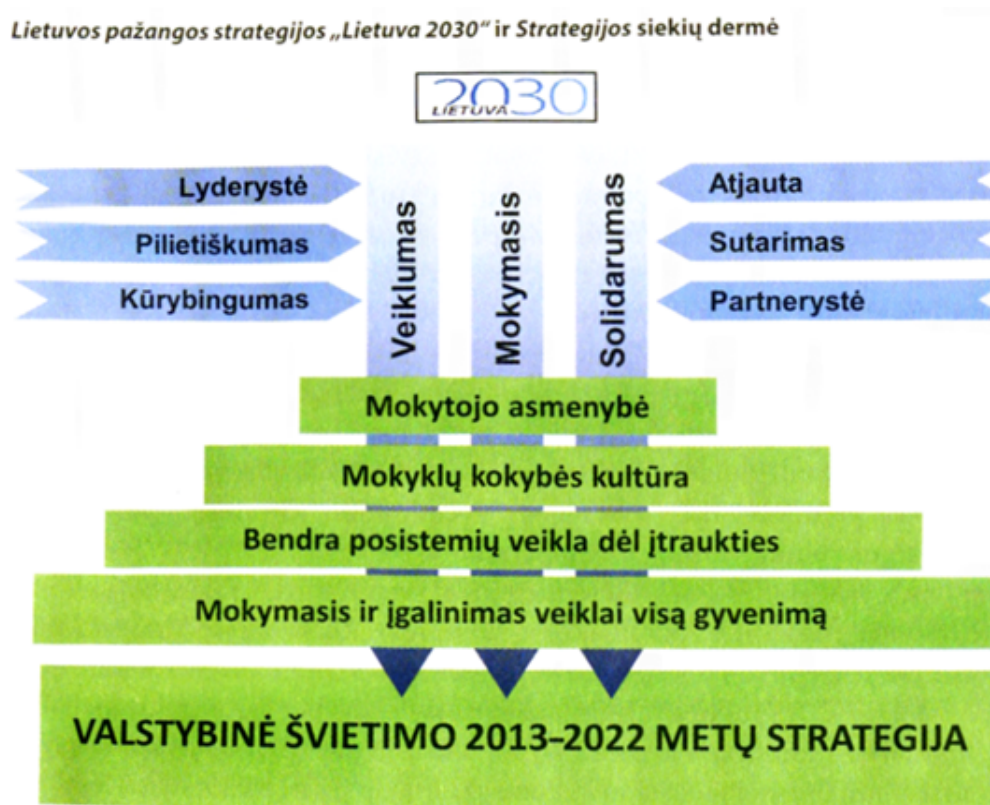 Lietuvos pažangos strategijos „Lietuva 2030“ ir Strategijos siekių dermė
2030
LIETUVA
Lyderystė
Pilietiškumas
Kūrybingumas
Veiklumas
Mokymasis
Solidarumas
Atjauta
Sutarimas
Partnerystė
Mokytojo asmenybė
Mokyklų kokybės kultūra
Bendra posistemių veikla dėl įtraukties
Mokymasis ir įgalinimas veiklai visą gyvenimą
VALSTYBINĖ ŠVIETIMO 2013–2022 METŲ STRATEGIJA